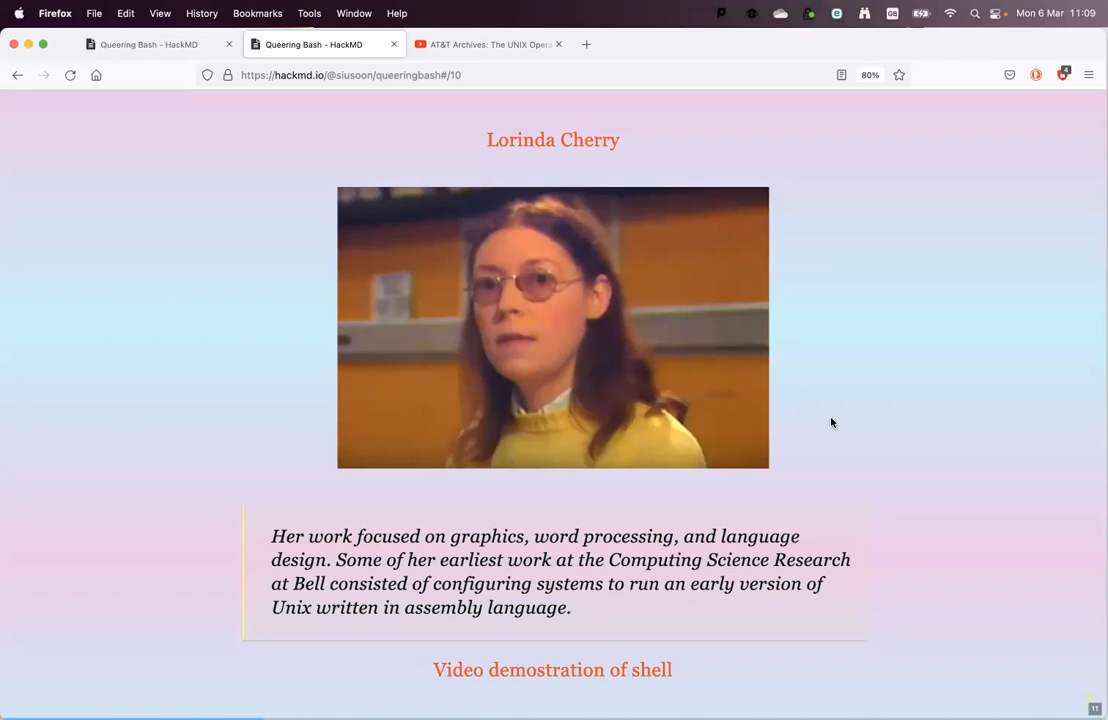 Firefox File Edit View History Bookmarks Tools Window Help GB Mon 6 Mar 11:09
Queering Bash - HackMD Queering Bash - HackMD AT&T Archives: The UNIX Opera
https://hackmd.io/@siusoon/queeringbash#/10 80% 4
Lorinda Cherry
Her work focused on graphics, word processing, and language
design. Some of her earliest work at the Computing Science Research
at Bell consisted of configuring systems to run an early version of
Unix written in assembly language.
Video demostration of shell
11